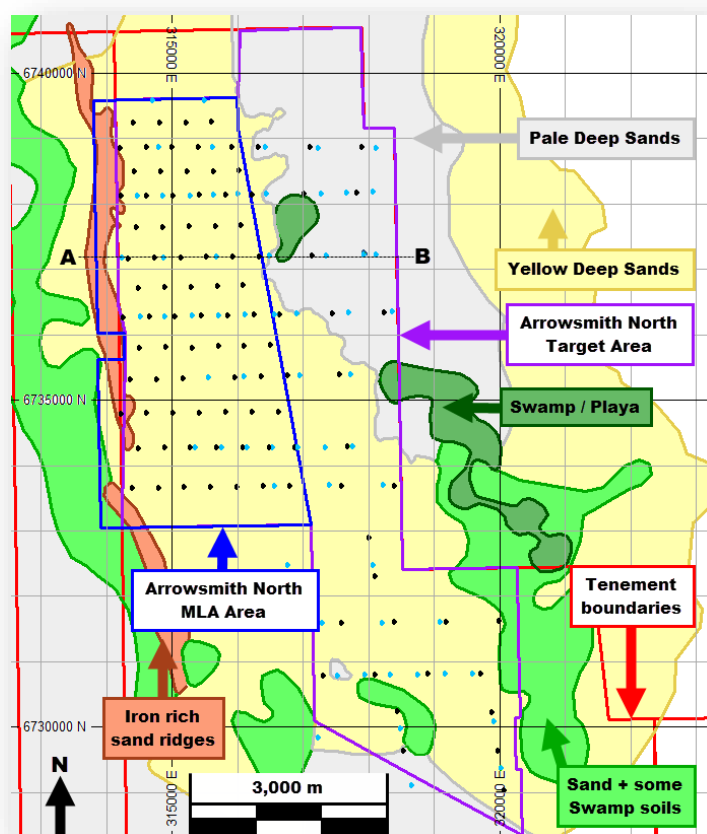 315000 E
320000 E
6740000 N
Pale Deep Sands
A
B
Yellow Deep Sands
Arrowsmith North
Target Area
6735000 N
Swamp / Playa
Arrowsmith North
MLA Area
Tenement
boundaries
Iron rich
sand ridges
6730000 N
N
315000 E
3,000 m
320000 E
Sand + some
Swamp soils